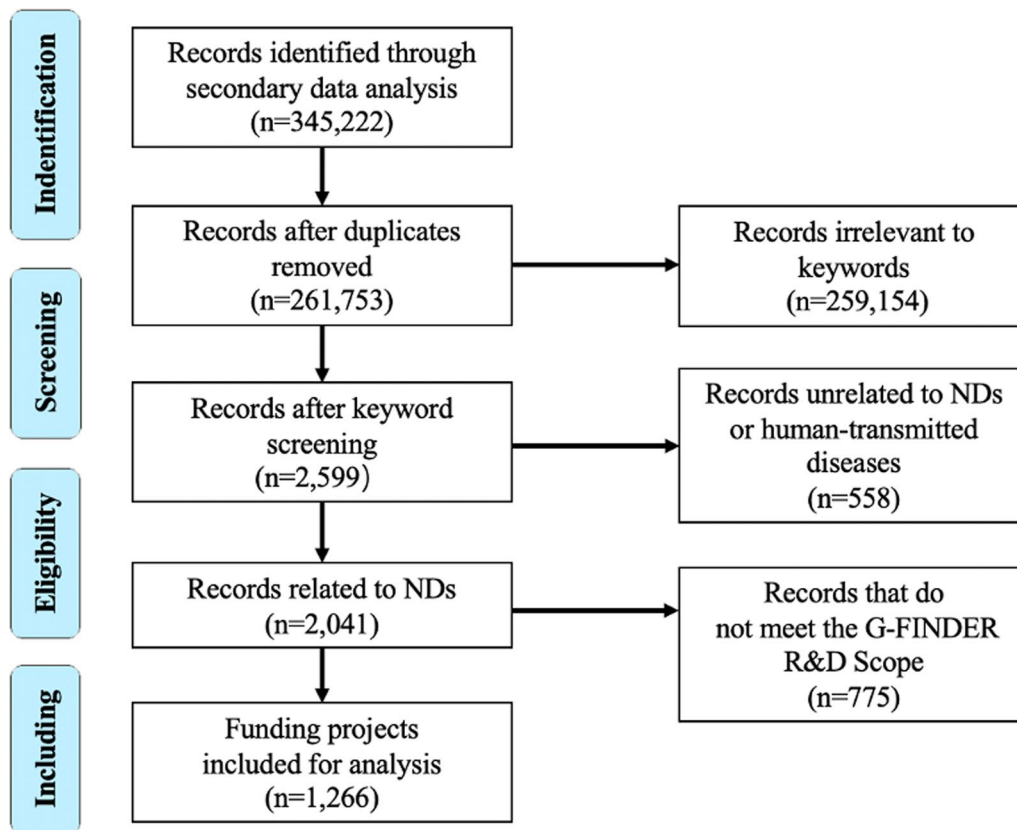 Indentification
Records identified through
secondary data analysis
(n=345,222)
Records after duplicates
removed
(n=261,753)
Records irrelevant to
keywords
(n=259,154)
Screening
Records after keyword
screening
(n=2,599)
Records unrelated to NDs
or human-transmitted
diseases
(n=558)
Eligibility
Records related to NDs
(n=2,041)
Records that do
not meet the G-FINDER
R&D Scope
(n=775)
Including
Funding projects
included for analysis
(n=1,266)